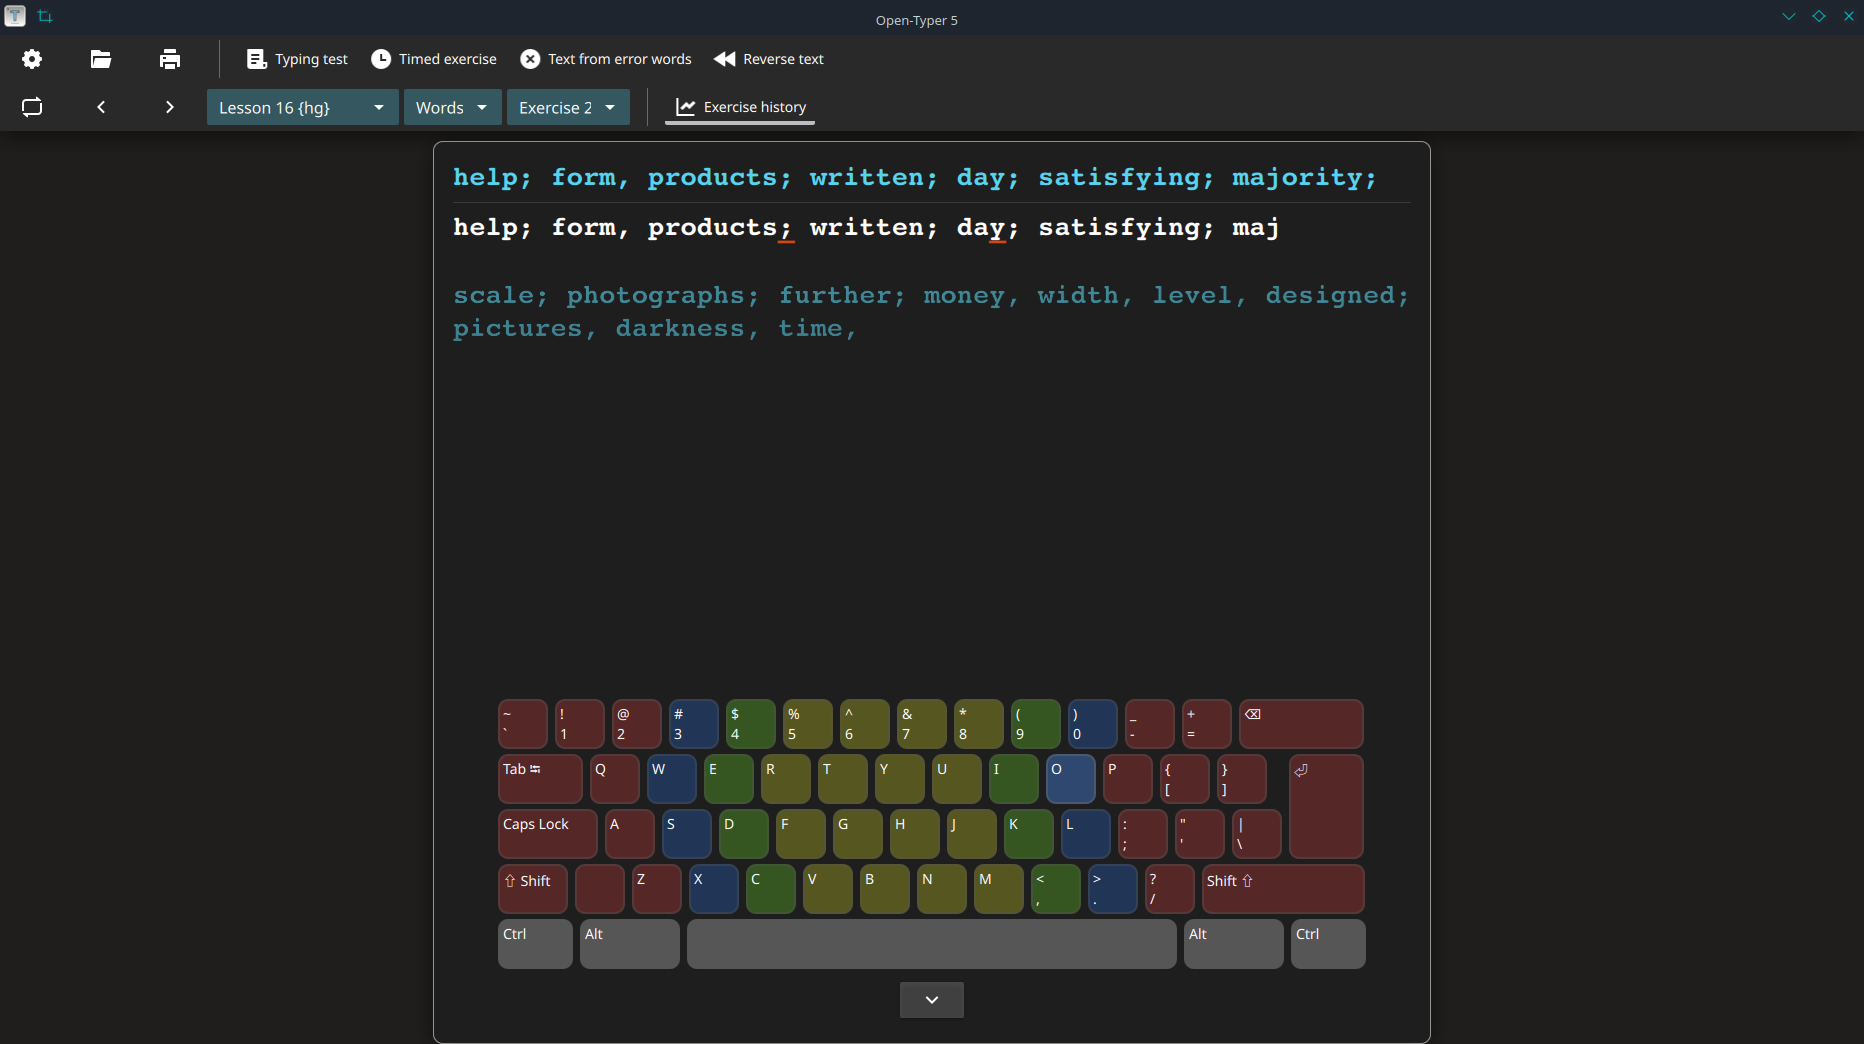 Open-Typer 5
Typing test
Timed exercise
Text from error words
Reverse text
Lesson 16 {hg}
Words
Exercise 2
Exercise history
help; form, products; written; day; satisfying; majority;
help; form, products; written; day; satisfying; maj
scale; photographs; further; money, width, level, designed;
pictures, darkness, time,
~ ! @ # $ % ^ & * ( ) _ +
` 1 2 3 4 5 6 7 8 9 0 - =
Tab Q W E R T Y U I O P { }
[ ]
Caps Lock A S D F G H J K L : " |
; ' \
Shift Z X C V B N M < > ? Shift
, . /
Ctrl Alt Alt Ctrl